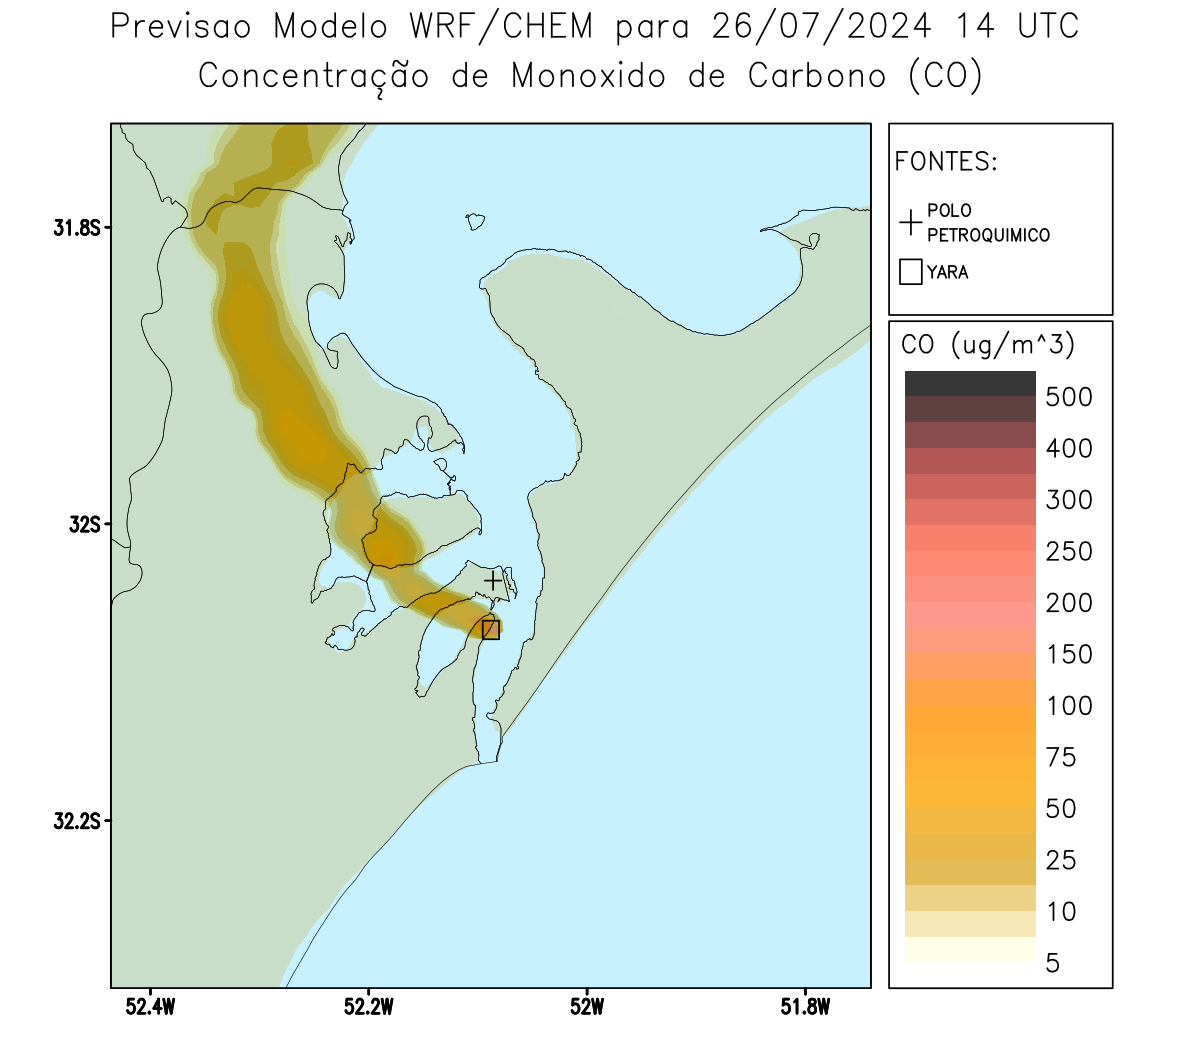 Previsao Modelo WRF/CHEM para 26/07/2024 14 UTC
Concentração de Monoxido de Carbono (CO)
FONTES:
POLO
PETROQUIMICO
YARA
CO (ug/m^3)
500
400
300
250
200
150
100
75
50
25
10
5
31.8S
32S
32.2S
52.4W
52.2W
52W
51.8W